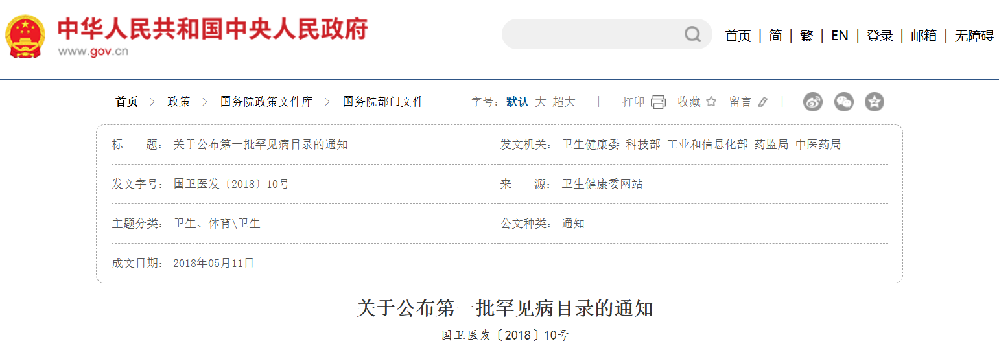 中华人民共和国中央人民政府
www.gov.cn
首页 | 简 | 繁 | EN | 登录 | 邮箱 | 无障碍
首页 > 政策 > 国务院政策文件库 > 国务院部门文件
字号：默认 大 超大 | 打印 收藏 留言 |
标 题： 关于公布第一批罕见病目录的通知 发文机关： 卫生健康委 科技部 工业和信息化部 药监局 中医药局
发文字号： 国卫医发〔2018〕10号 来 源： 卫生健康委网站
主题分类： 卫生、体育\卫生 公文种类： 通知
成文日期： 2018年05月11日
关于公布第一批罕见病目录的通知
国卫医发〔2018〕10号